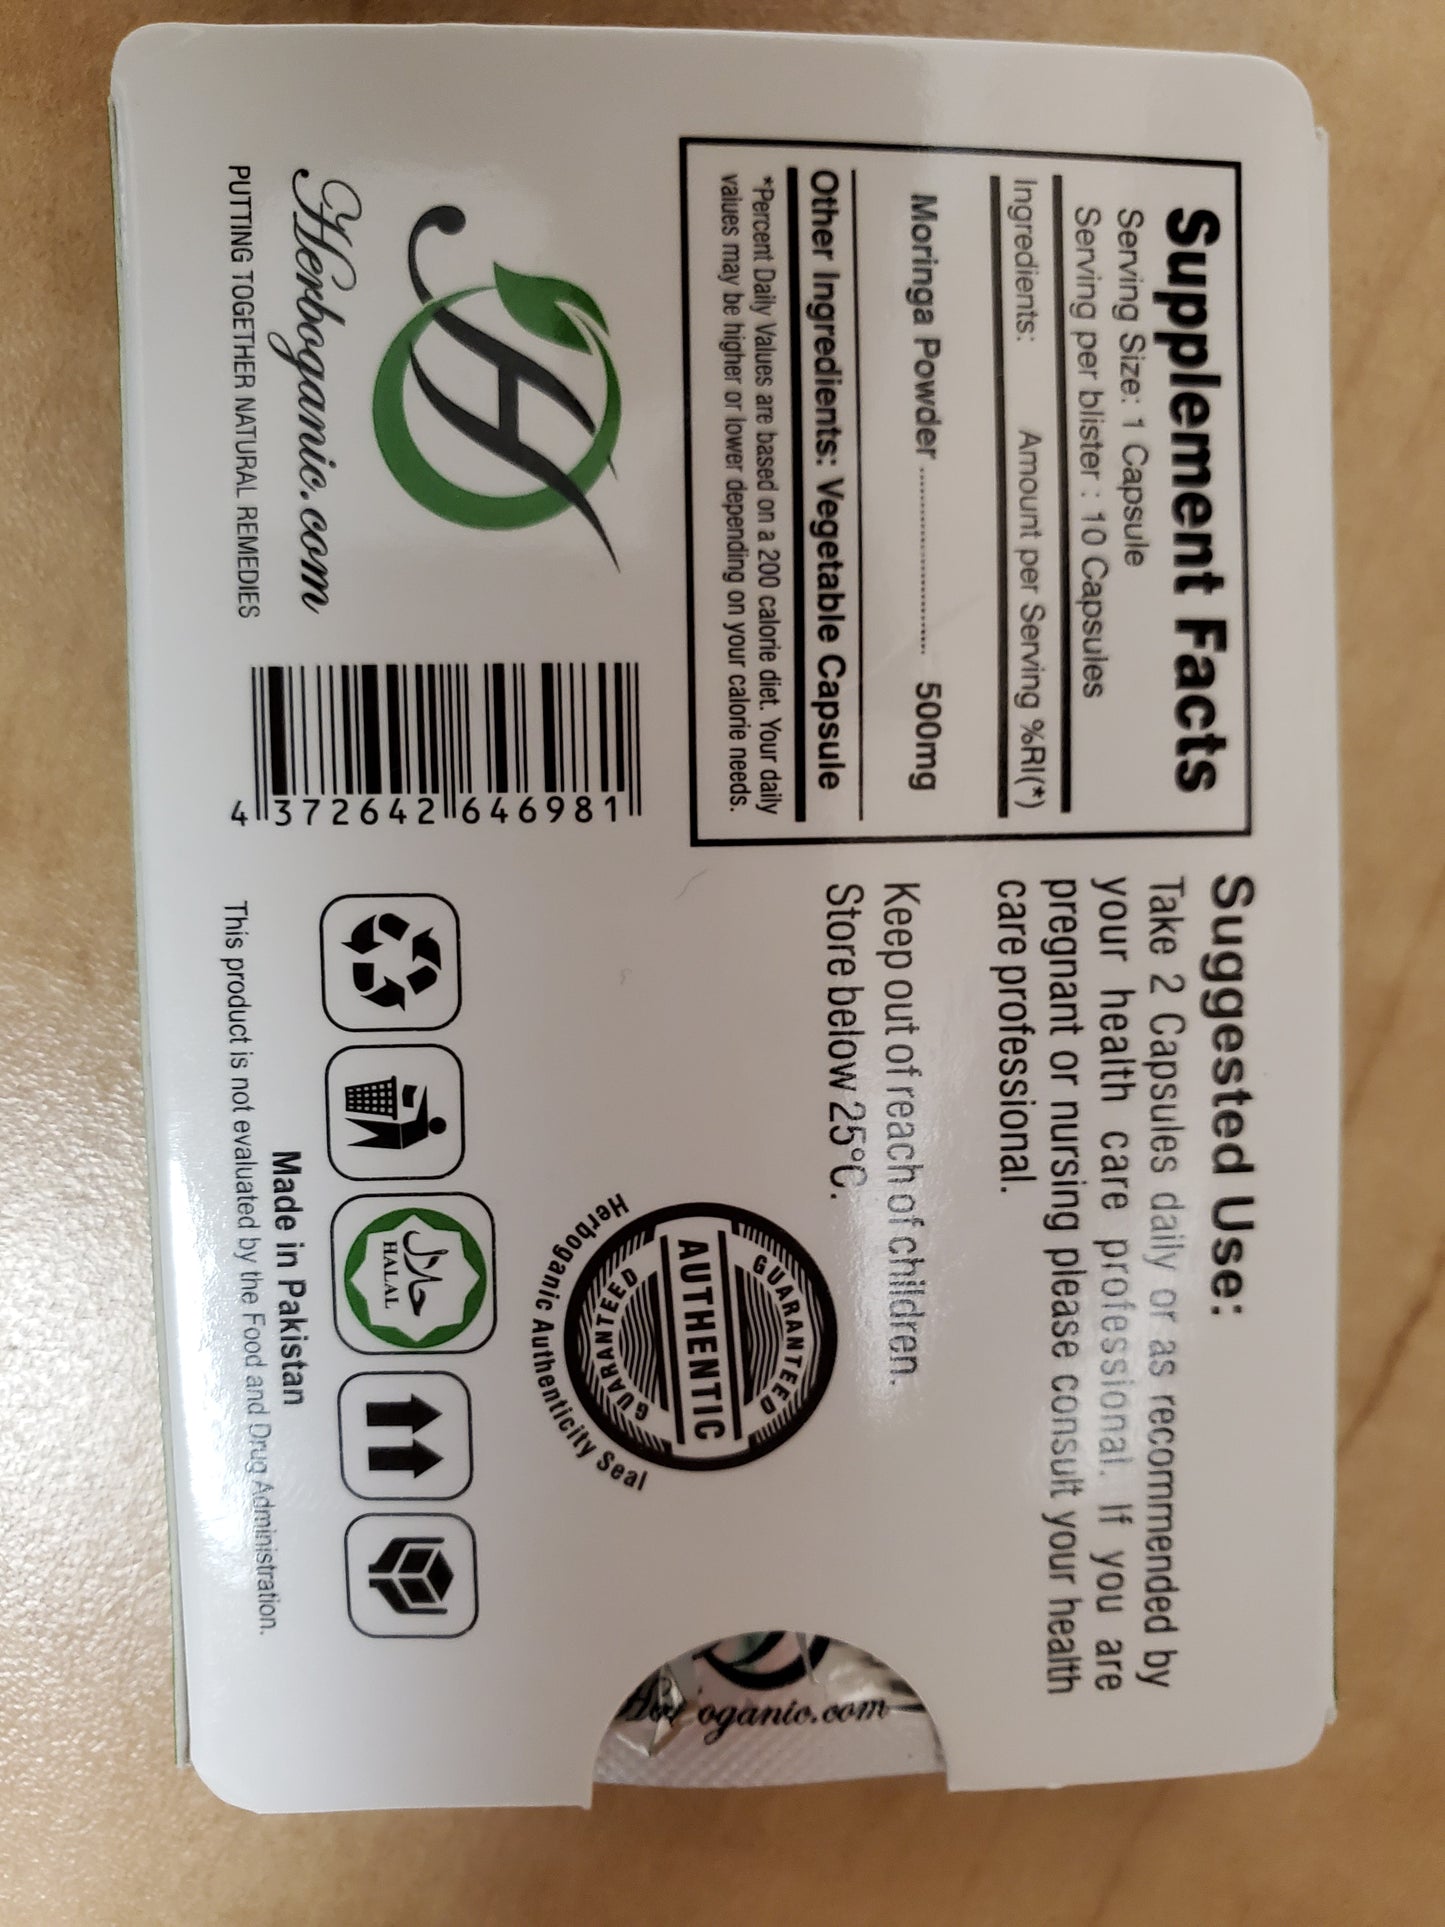 Supplement Facts
Serving Size: 1 Capsule
Serving per blister : 10 Capsules
Ingredients: Amount per Serving %RI(*)
Moringa Powder ........................ 500mg
Other Ingredients: Vegetable Capsule
*Percent Daily Values are based on a 200 calorie diet. Your daily
values may be higher or lower depending on your calorie needs.
H
Herboganic.com
PUTTING TOGETHER NATURAL REMEDIES
4 372642 646981
Suggested Use:
Take 2 Capsules daily or as recommended by
your health care professional. If you are
pregnant or nursing please consult your health
care professional.
Keep out of reach of children.
Store below 25°C.
GUARANTEED
AUTHENTIC
GUARANTEED
Herboganic Authenticity Seal
حلال
HALAL
Made in Pakistan
This product is not evaluated by the Food and Drug Administration.
Herboganic.com